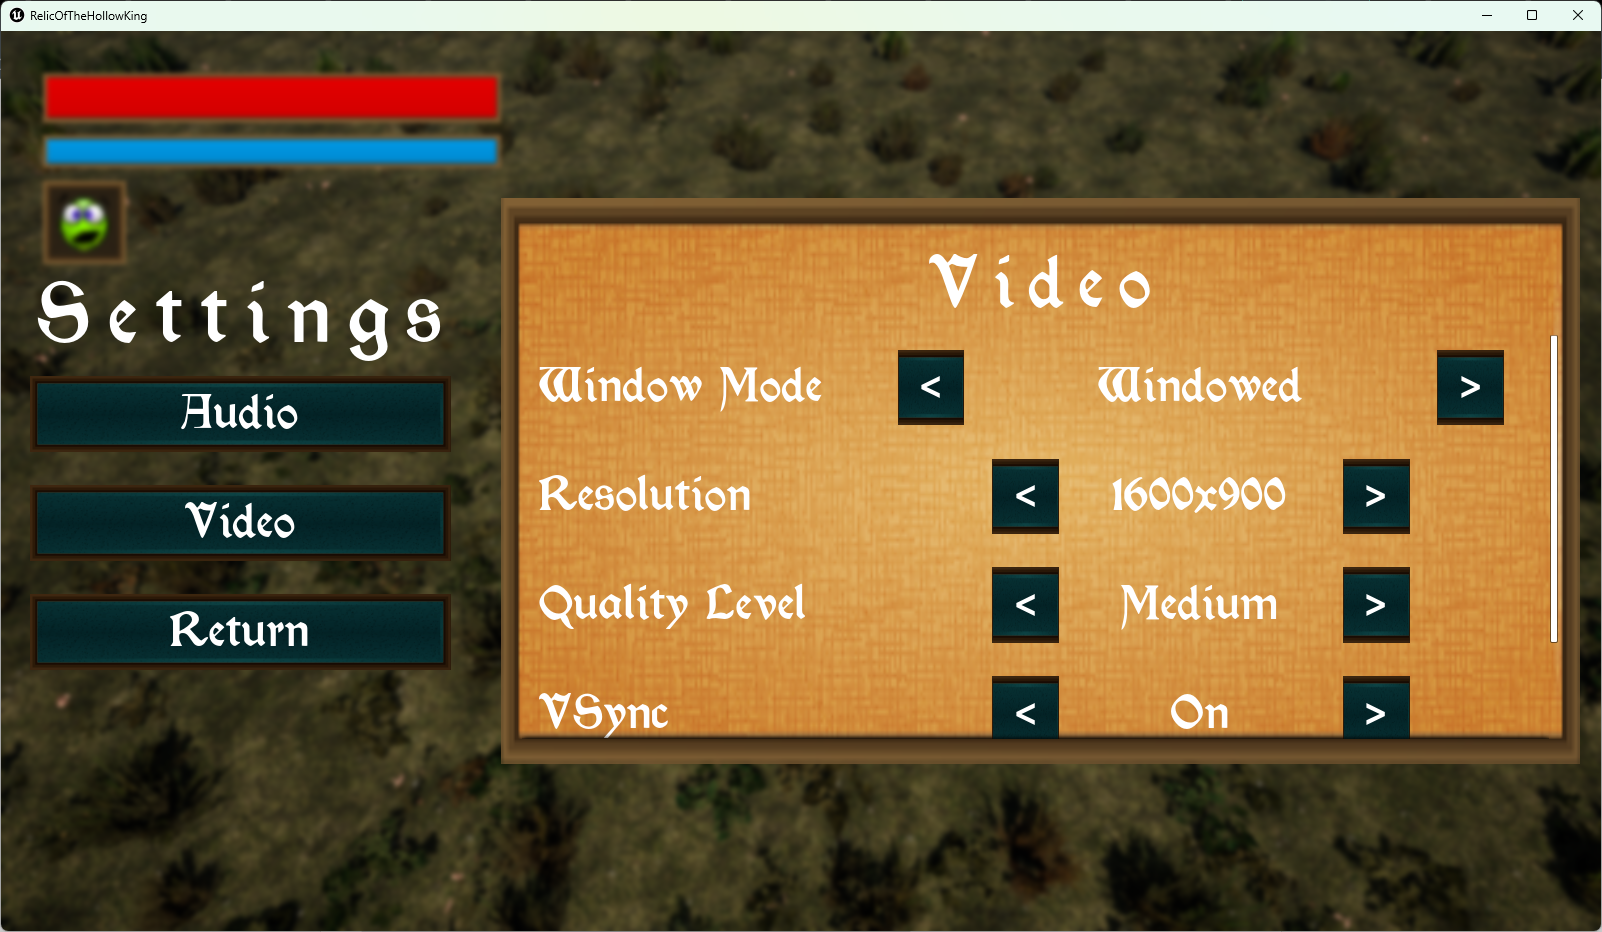 RelicOfTheHollowKing
Settings
Audio
Video
Return
Video
Window Mode < Windowed >
Resolution < 1600x900 >
Quality Level < Medium >
VSync < On >